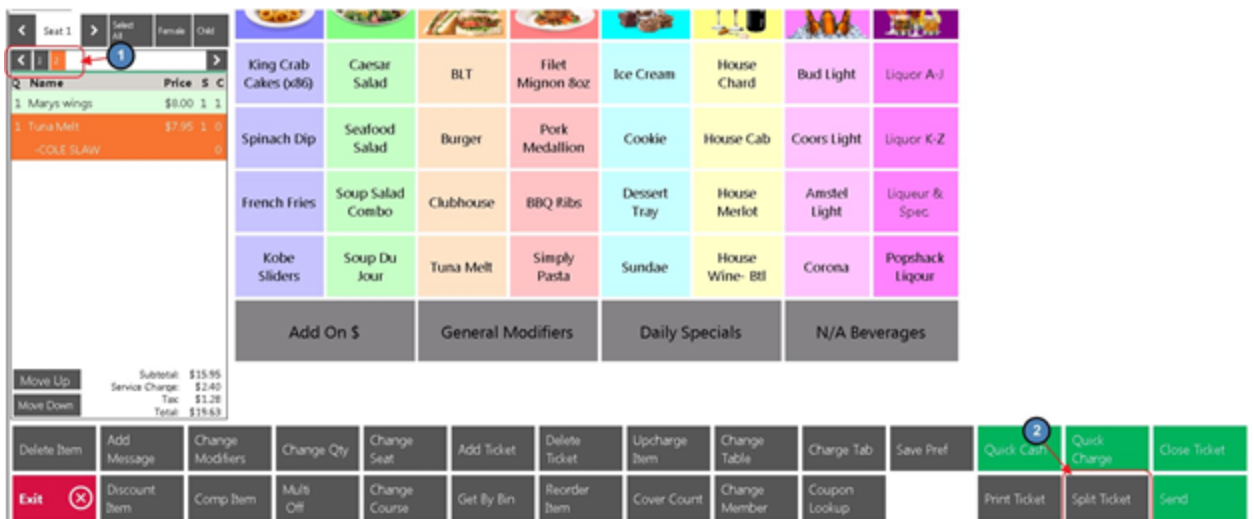 Seat 1
Select All
Female
Child
1
2
1
Q Name Price S C
1 Marys wings $8.00 1 1
1 Tuna Melt $7.95 1 0
-COLE SLAW 0
King Crab Cakes (x86)
Caesar Salad
BLT
Filet Mignon 8oz
Ice Cream
House Chard
Bud Light
Liquor A-J
Spinach Dip
Seafood Salad
Burger
Pork Medallion
Cookie
House Cab
Coors Light
Liquor K-Z
French Fries
Soup Salad Combo
Clubhouse
BBQ Ribs
Dessert Tray
House Merlot
Amstel Light
Liqueur & Spec.
Kobe Sliders
Soup Du Jour
Tuna Melt
Simply Pasta
Sundae
House Wine- Btl
Corona
Popshack Liqour
Add On $
General Modifiers
Daily Specials
N/A Beverages
Move Up
Move Down
Subtotal: $15.95
Service Charge: $2.40
Tax: $1.28
Total: $19.63
2
Delete Item
Add Message
Change Modifiers
Change Qty
Change Seat
Add Ticket
Delete Ticket
Upcharge Item
Change Table
Charge Tab
Save Pref
Quick Cash
Quick Charge
Close Ticket
Exit
Discount Item
Comp Item
Multi Off
Change Course
Get By Bin
Reorder Item
Cover Count
Change Member
Coupon Lookup
Print Ticket
Split Ticket
Send